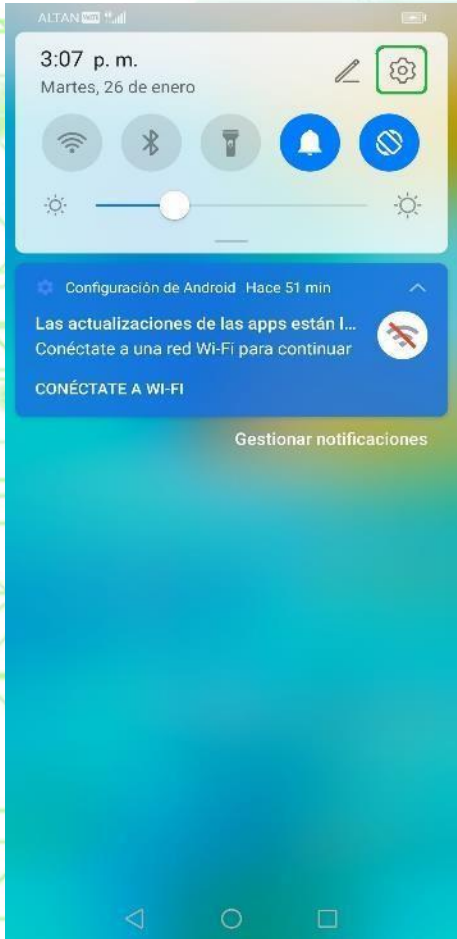 ALTAN
3:07 p. m.
Martes, 26 de enero
Configuración de Android Hace 51 min
Las actualizaciones de las apps están l...
Conéctate a una red Wi-Fi para continuar
CONÉCTATE A WI-FI
Gestionar notificaciones